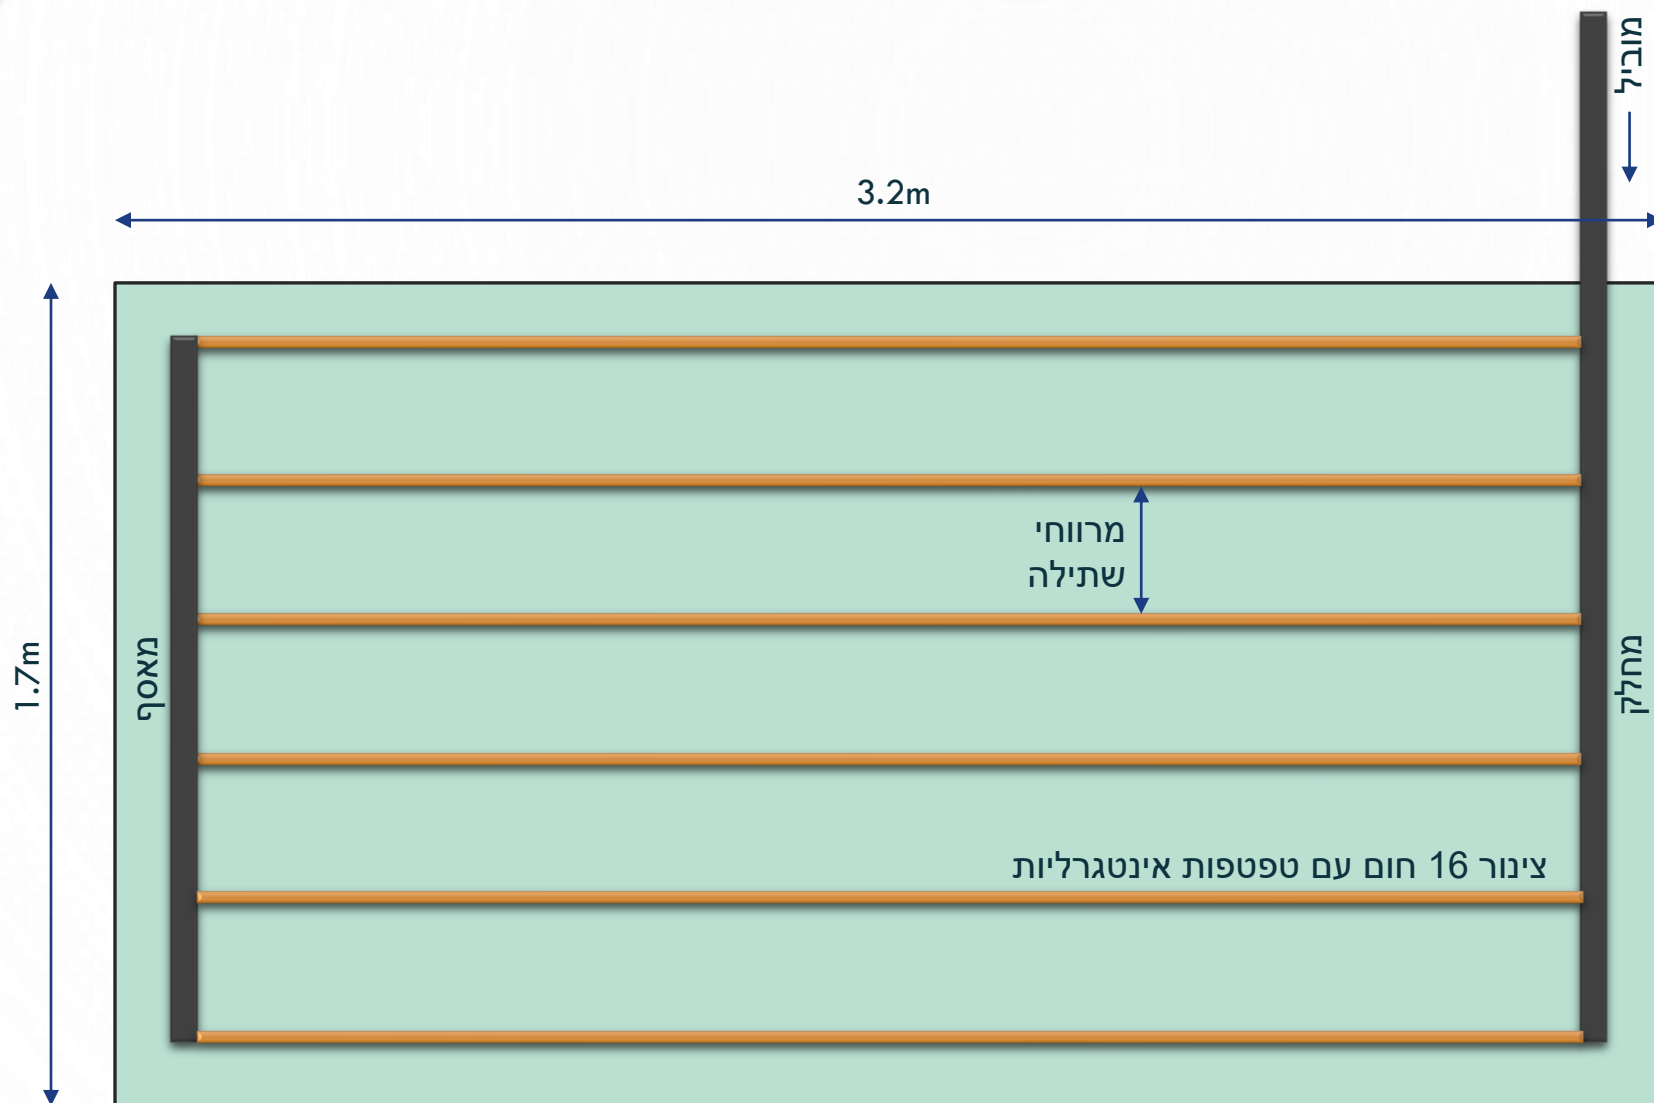 מוביל
3.2m
מרווחי
שתילה
1.7m
מאסף
מחלק
צינור 16 חום עם טפטפות אינטגרליות